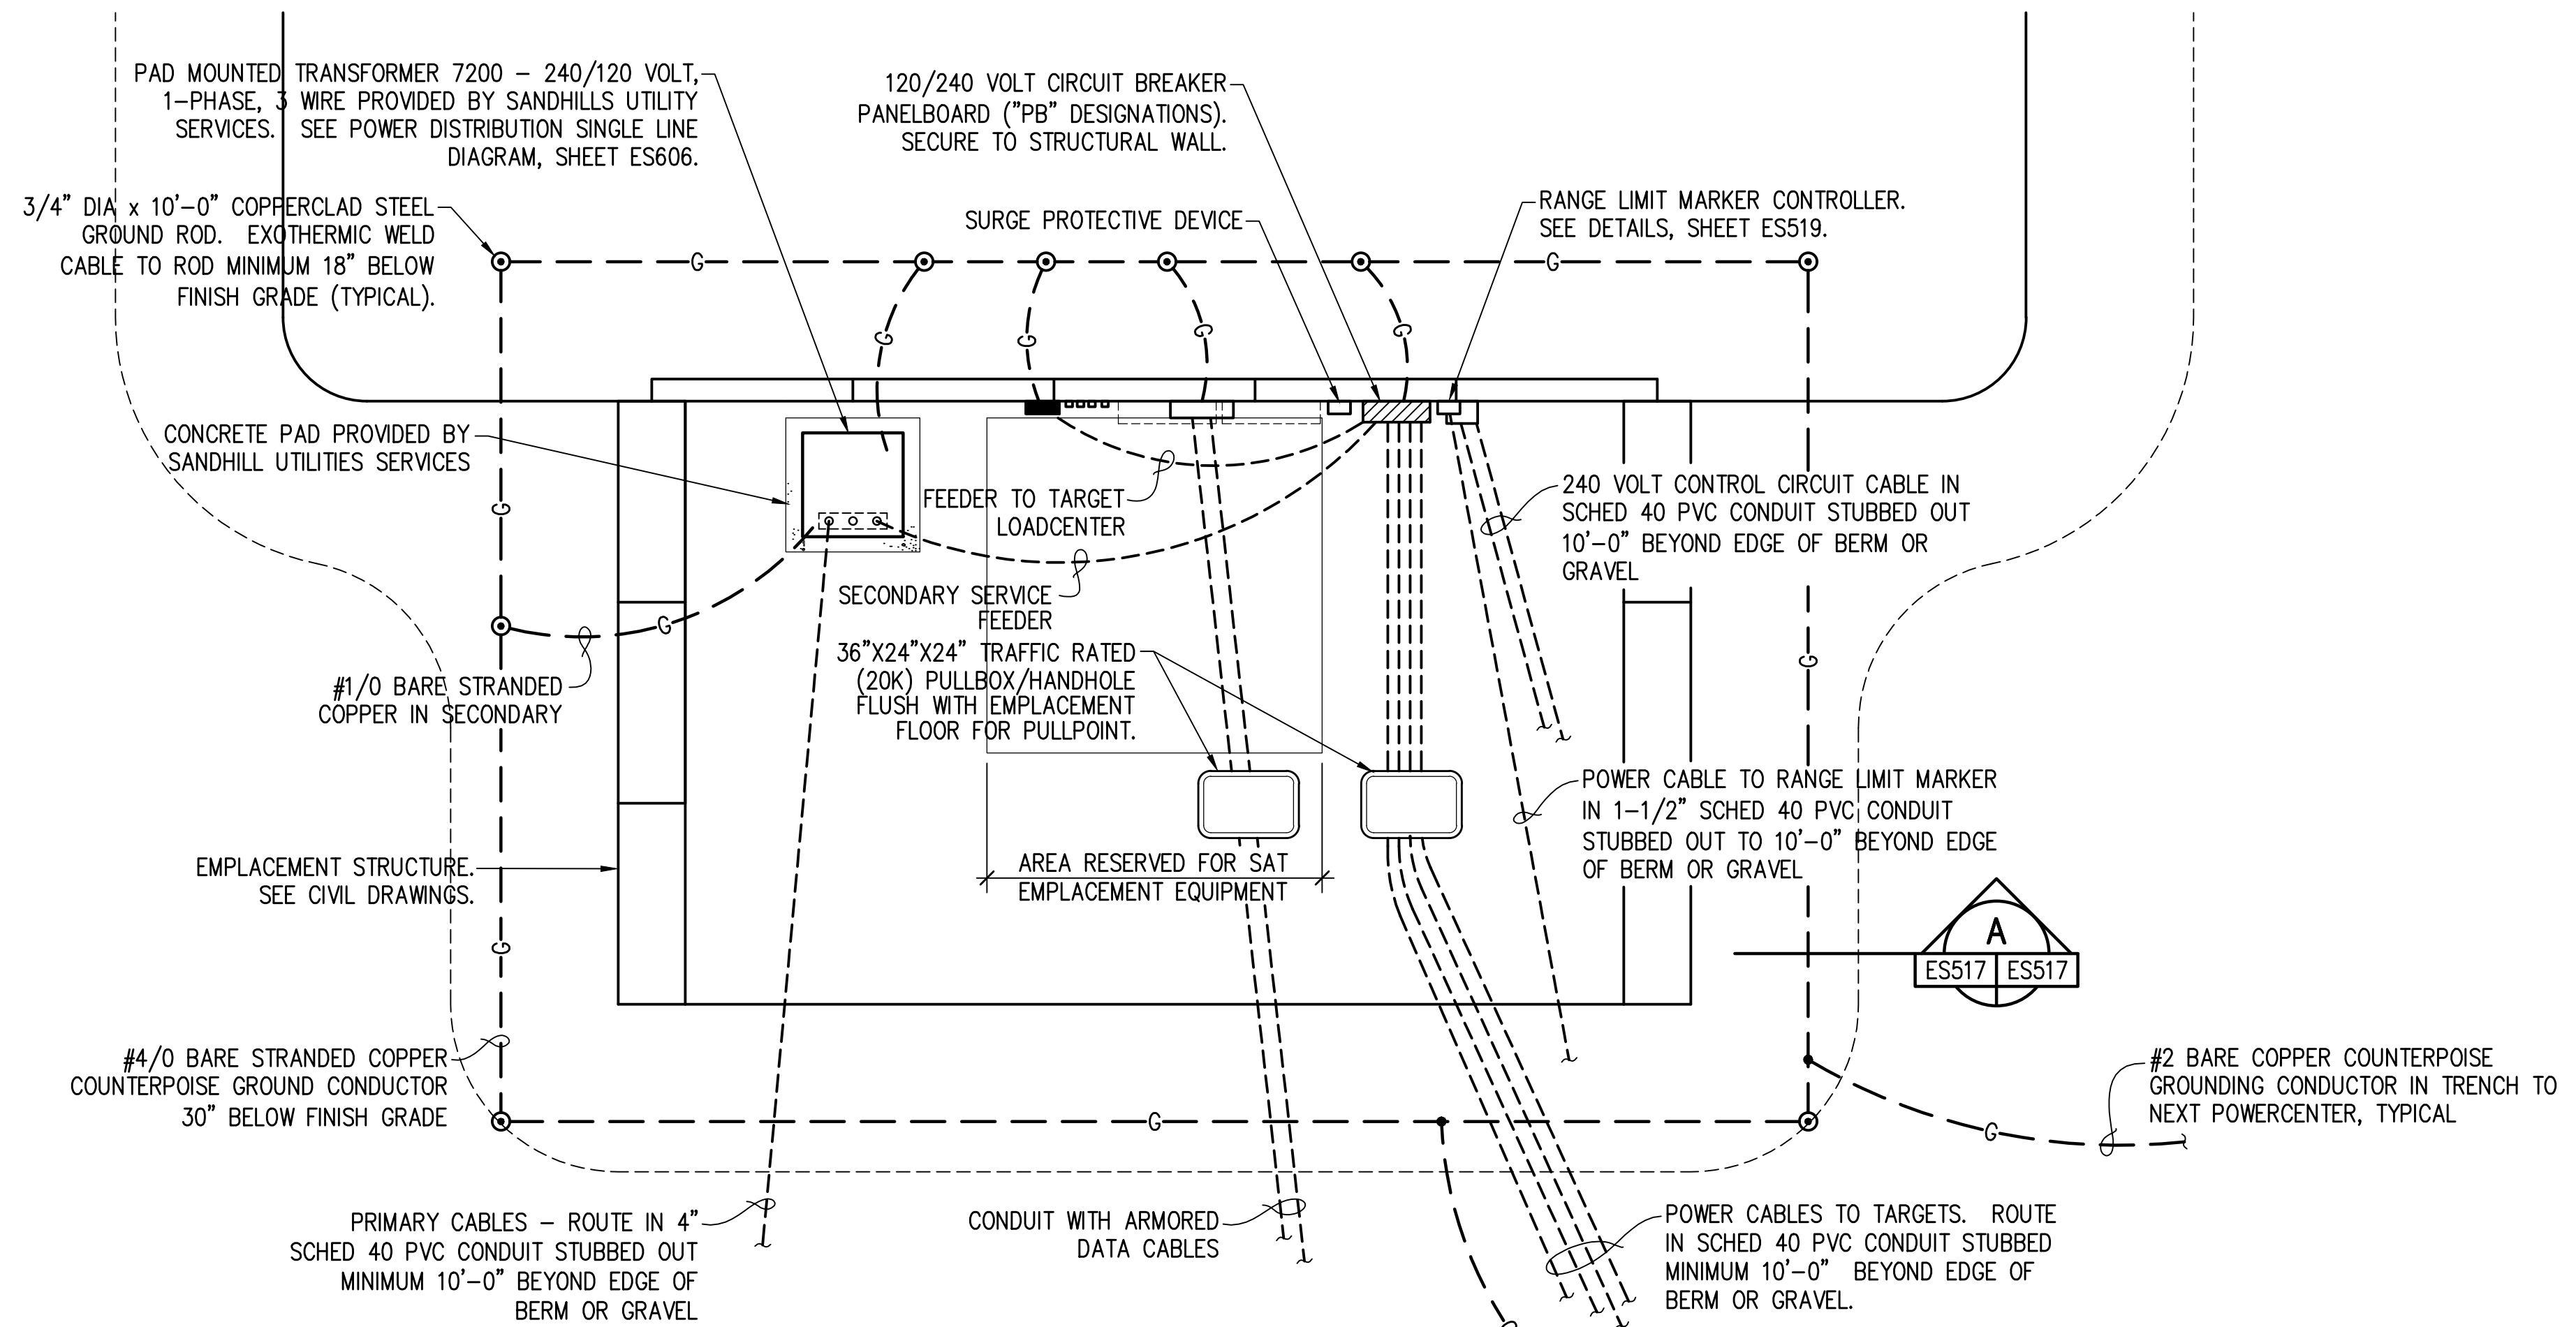 PAD MOUNTED TRANSFORMER 7200 – 240/120 VOLT,
1–PHASE, 3 WIRE PROVIDED BY SANDHILLS UTILITY
SERVICES. SEE POWER DISTRIBUTION SINGLE LINE
DIAGRAM, SHEET ES606.
120/240 VOLT CIRCUIT BREAKER
PANELBOARD ("PB" DESIGNATIONS).
SECURE TO STRUCTURAL WALL.
3/4" DIA x 10'–0" COPPERCLAD STEEL
GROUND ROD. EXOTHERMIC WELD
CABLE TO ROD MINIMUM 18" BELOW
FINISH GRADE (TYPICAL).
SURGE PROTECTIVE DEVICE
RANGE LIMIT MARKER CONTROLLER.
SEE DETAILS, SHEET ES519.
G
G
G
G
G
G
CONCRETE PAD PROVIDED BY
SANDHILL UTILITIES SERVICES
FEEDER TO TARGET
LOADCENTER
240 VOLT CONTROL CIRCUIT CABLE IN
SCHED 40 PVC CONDUIT STUBBED OUT
10'–0" BEYOND EDGE OF BERM OR
GRAVEL
G
SECONDARY SERVICE
FEEDER
G
G
36"X24"X24" TRAFFIC RATED
(20K) PULLBOX/HANDHOLE
FLUSH WITH EMPLACEMENT
FLOOR FOR PULLPOINT.
#1/0 BARE STRANDED
COPPER IN SECONDARY
POWER CABLE TO RANGE LIMIT MARKER
IN 1–1/2" SCHED 40 PVC CONDUIT
STUBBED OUT TO 10'–0" BEYOND EDGE
OF BERM OR GRAVEL
EMPLACEMENT STRUCTURE.
SEE CIVIL DRAWINGS.
AREA RESERVED FOR SAT
EMPLACEMENT EQUIPMENT
G
A
ES517 ES517
#4/0 BARE STRANDED COPPER
COUNTERPOISE GROUND CONDUCTOR
30" BELOW FINISH GRADE
G
#2 BARE COPPER COUNTERPOISE
GROUNDING CONDUCTOR IN TRENCH TO
NEXT POWERCENTER, TYPICAL
G
PRIMARY CABLES – ROUTE IN 4"
SCHED 40 PVC CONDUIT STUBBED OUT
MINIMUM 10'–0" BEYOND EDGE OF
BERM OR GRAVEL
CONDUIT WITH ARMORED
DATA CABLES
POWER CABLES TO TARGETS. ROUTE
IN SCHED 40 PVC CONDUIT STUBBED
MINIMUM 10'–0" BEYOND EDGE OF
BERM OR GRAVEL.